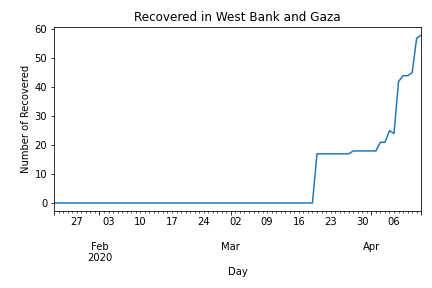 Recovered in West Bank and Gaza
60
50
40
30
20
10
0
Number of Recovered
27 03 10 17 24 02 09 16 23 30 06
Feb Mar Apr
2020
Day